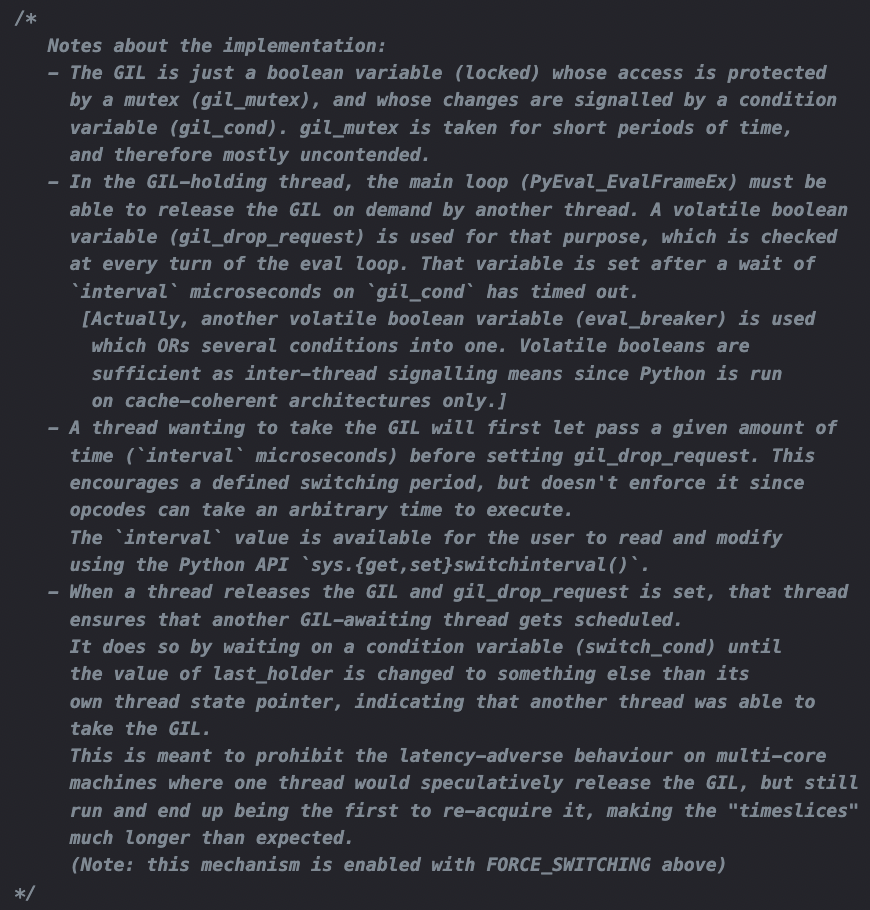 /*
Notes about the implementation:
- The GIL is just a boolean variable (locked) whose access is protected
by a mutex (gil_mutex), and whose changes are signalled by a condition
variable (gil_cond). gil_mutex is taken for short periods of time,
and therefore mostly uncontended.
- In the GIL-holding thread, the main loop (PyEval_EvalFrameEx) must be
able to release the GIL on demand by another thread. A volatile boolean
variable (gil_drop_request) is used for that purpose, which is checked
at every turn of the eval loop. That variable is set after a wait of
`interval` microseconds on `gil_cond` has timed out.
[Actually, another volatile boolean variable (eval_breaker) is used
which ORs several conditions into one. Volatile booleans are
sufficient as inter-thread signalling means since Python is run
on cache-coherent architectures only.]
- A thread wanting to take the GIL will first let pass a given amount of
time (`interval` microseconds) before setting gil_drop_request. This
encourages a defined switching period, but doesn't enforce it since
opcodes can take an arbitrary time to execute.
The `interval` value is available for the user to read and modify
using the Python API `sys.{get,set}switchinterval()`.
- When a thread releases the GIL and gil_drop_request is set, that thread
ensures that another GIL-awaiting thread gets scheduled.
It does so by waiting on a condition variable (switch_cond) until
the value of last_holder is changed to something else than its
own thread state pointer, indicating that another thread was able to
take the GIL.
This is meant to prohibit the latency-adverse behaviour on multi-core
machines where one thread would speculatively release the GIL, but still
run and end up being the first to re-acquire it, making the "timeslices"
much longer than expected.
(Note: this mechanism is enabled with FORCE_SWITCHING above)
*/